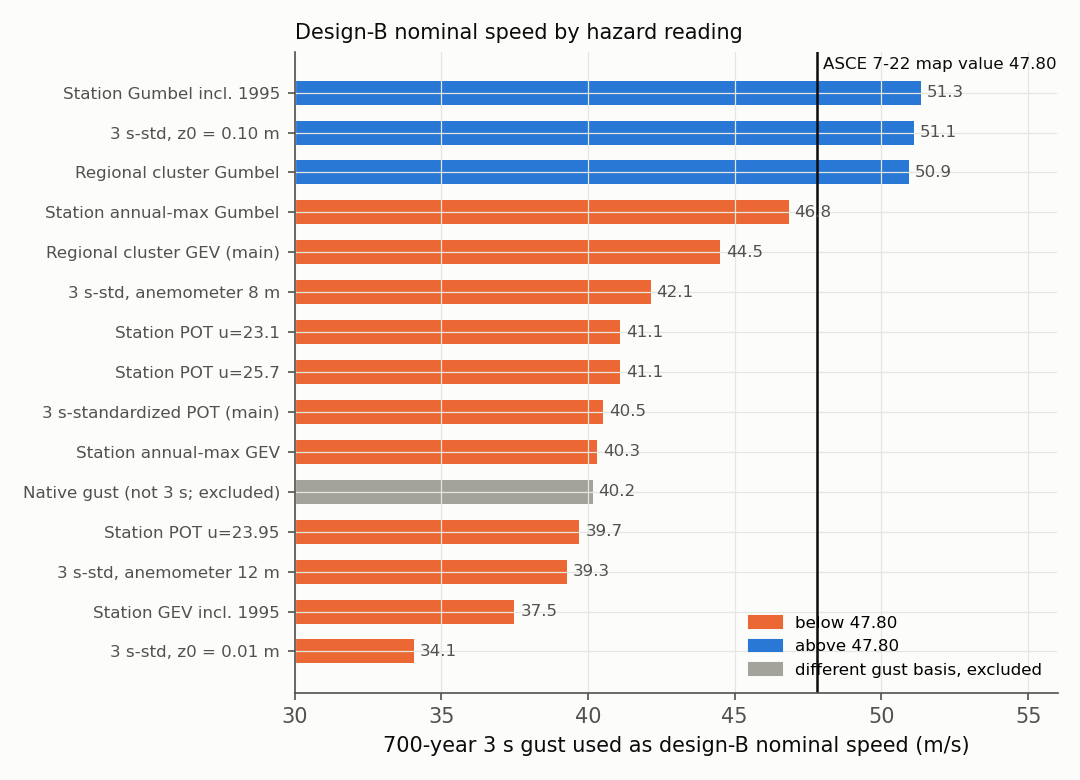 Design-B nominal speed by hazard reading
ASCE 7-22 map value 47.80
Station Gumbel incl. 1995 51.3
3 s-std, z0 = 0.10 m 51.1
Regional cluster Gumbel 50.9
Station annual-max Gumbel 46.8
Regional cluster GEV (main) 44.5
3 s-std, anemometer 8 m 42.1
Station POT u=23.1 41.1
Station POT u=25.7 41.1
3 s-standardized POT (main) 40.5
Station annual-max GEV 40.3
Native gust (not 3 s; excluded) 40.2
Station POT u=23.95 39.7
3 s-std, anemometer 12 m 39.3
Station GEV incl. 1995 37.5
3 s-std, z0 = 0.01 m 34.1
below 47.80
above 47.80
different gust basis, excluded
30 35 40 45 50 55
700-year 3 s gust used as design-B nominal speed (m/s)